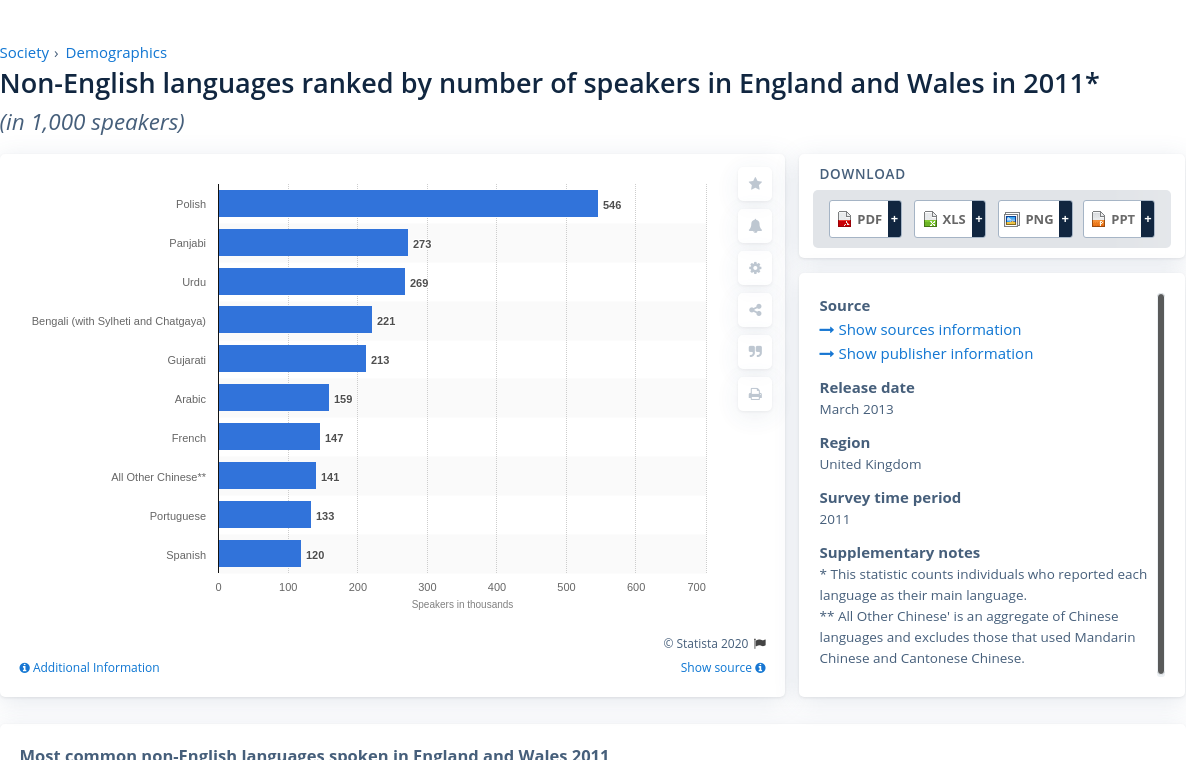 Society › Demographics
Non-English languages ranked by number of speakers in England and Wales in 2011*
(in 1,000 speakers)
Polish 546
Panjabi 273
Urdu 269
Bengali (with Sylheti and Chatgaya) 221
Gujarati 213
Arabic 159
French 147
All Other Chinese** 141
Portuguese 133
Spanish 120
0 100 200 300 400 500 600 700
Speakers in thousands
© Statista 2020
Additional Information
Show source
DOWNLOAD
PDF + XLS + PNG + PPT +
Source
Show sources information
Show publisher information
Release date
March 2013
Region
United Kingdom
Survey time period
2011
Supplementary notes
* This statistic counts individuals who reported each
language as their main language.
** All Other Chinese' is an aggregate of Chinese
languages and excludes those that used Mandarin
Chinese and Cantonese Chinese.
Most common non-English languages spoken in England and Wales 2011